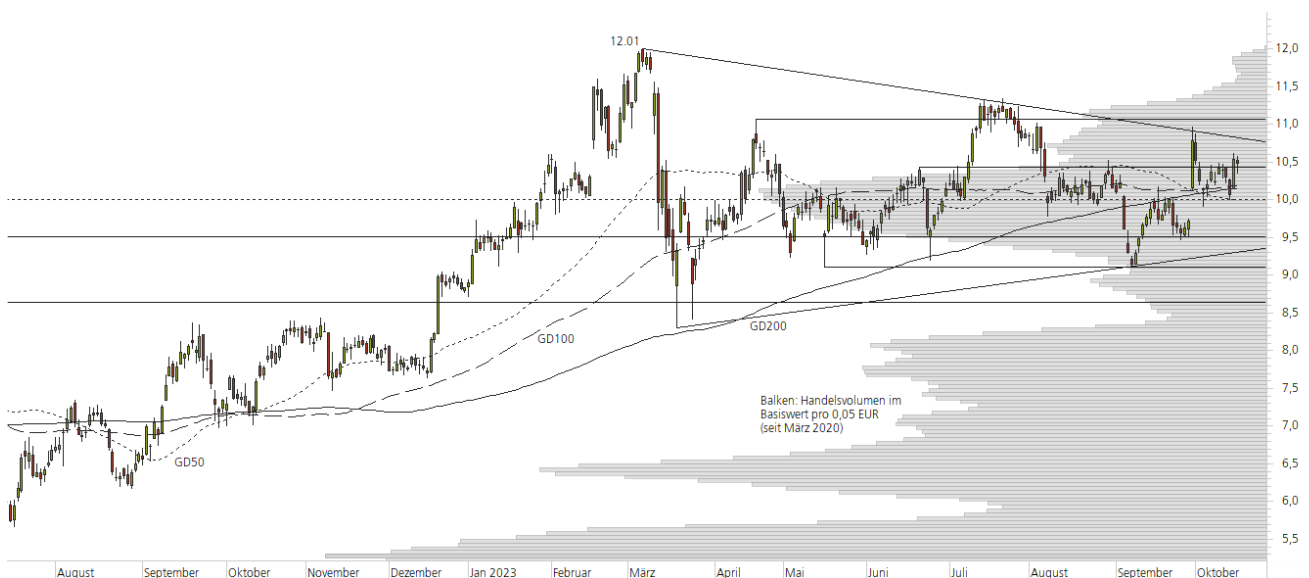 12.01
12,0
11,5
11,0
10,5
10,0
9,5
9,0
8,5
8,0
7,5
7,0
6,5
6,0
5,5
GD200
GD100
GD50
Balken: Handelsvolumen im
Basiswert pro 0,05 EUR
(seit März 2020)
August September Oktober November Dezember Jan 2023 Februar März April Mai Juni Juli August September Oktober